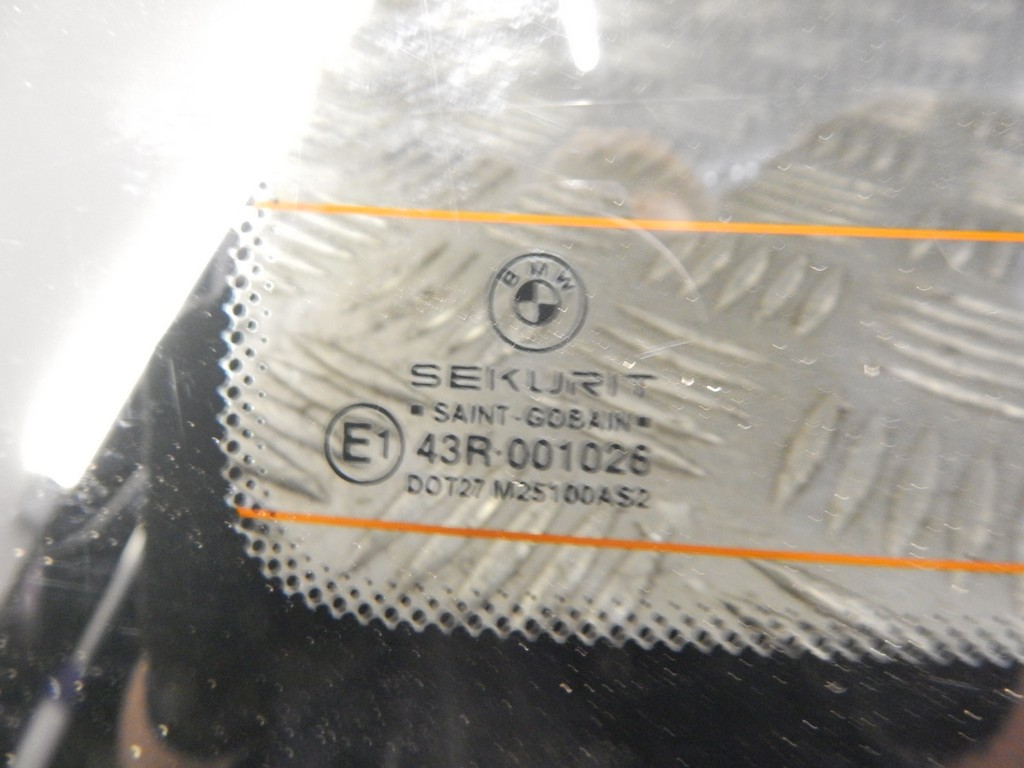 BMW
SEKURIT
SAINT-GOBAIN
E1
43R-001026
DOT27 M25100AS2